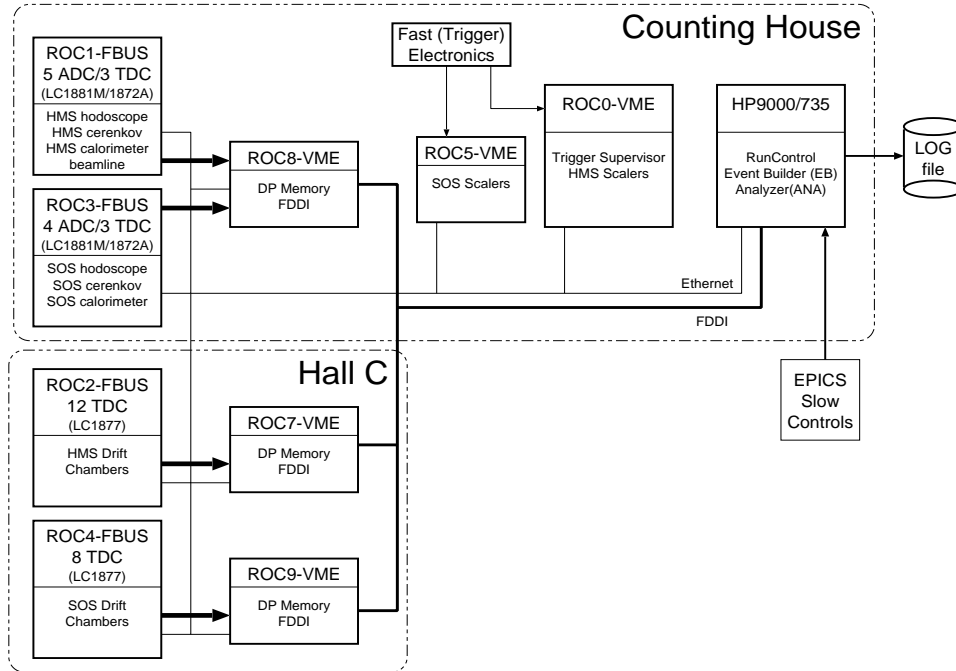 Counting House
ROC1-FBUS
5 ADC/3 TDC
(LC1881M/1872A)
HMS hodoscope
HMS cerenkov
HMS calorimeter
beamline
ROC3-FBUS
4 ADC/3 TDC
(LC1881M/1872A)
SOS hodoscope
SOS cerenkov
SOS calorimeter
ROC8-VME
DP Memory
FDDI
Fast (Trigger)
Electronics
ROC5-VME
SOS Scalers
ROC0-VME
Trigger Supervisor
HMS Scalers
HP9000/735
RunControl
Event Builder (EB)
Analyzer(ANA)
LOG
file
Ethernet
FDDI
EPICS
Slow
Controls
Hall C
ROC2-FBUS
12 TDC
(LC1877)
HMS Drift
Chambers
ROC7-VME
DP Memory
FDDI
ROC4-FBUS
8 TDC
(LC1877)
SOS Drift
Chambers
ROC9-VME
DP Memory
FDDI